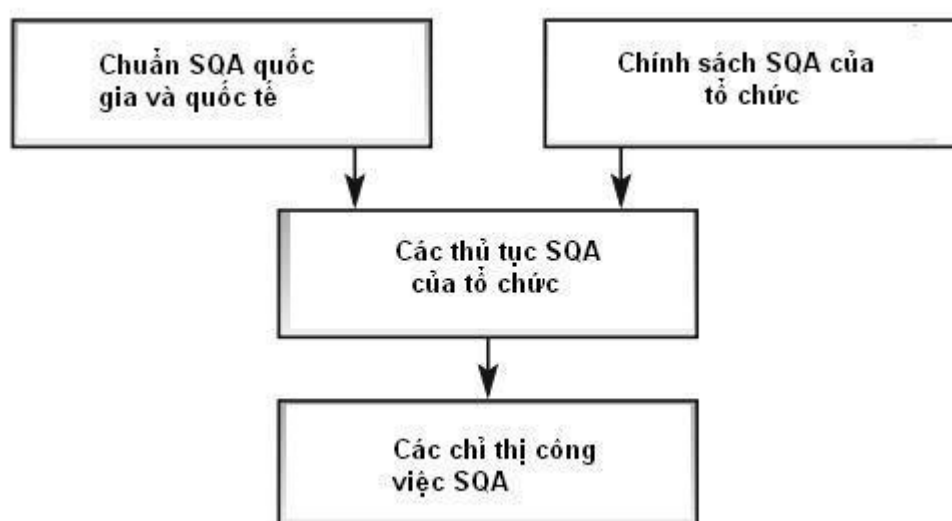 Chuẩn SQA quốc
gia và quốc tế
Chính sách SQA của
tổ chức
Các thủ tục SQA
của tổ chức
Các chỉ thị công
việc SQA